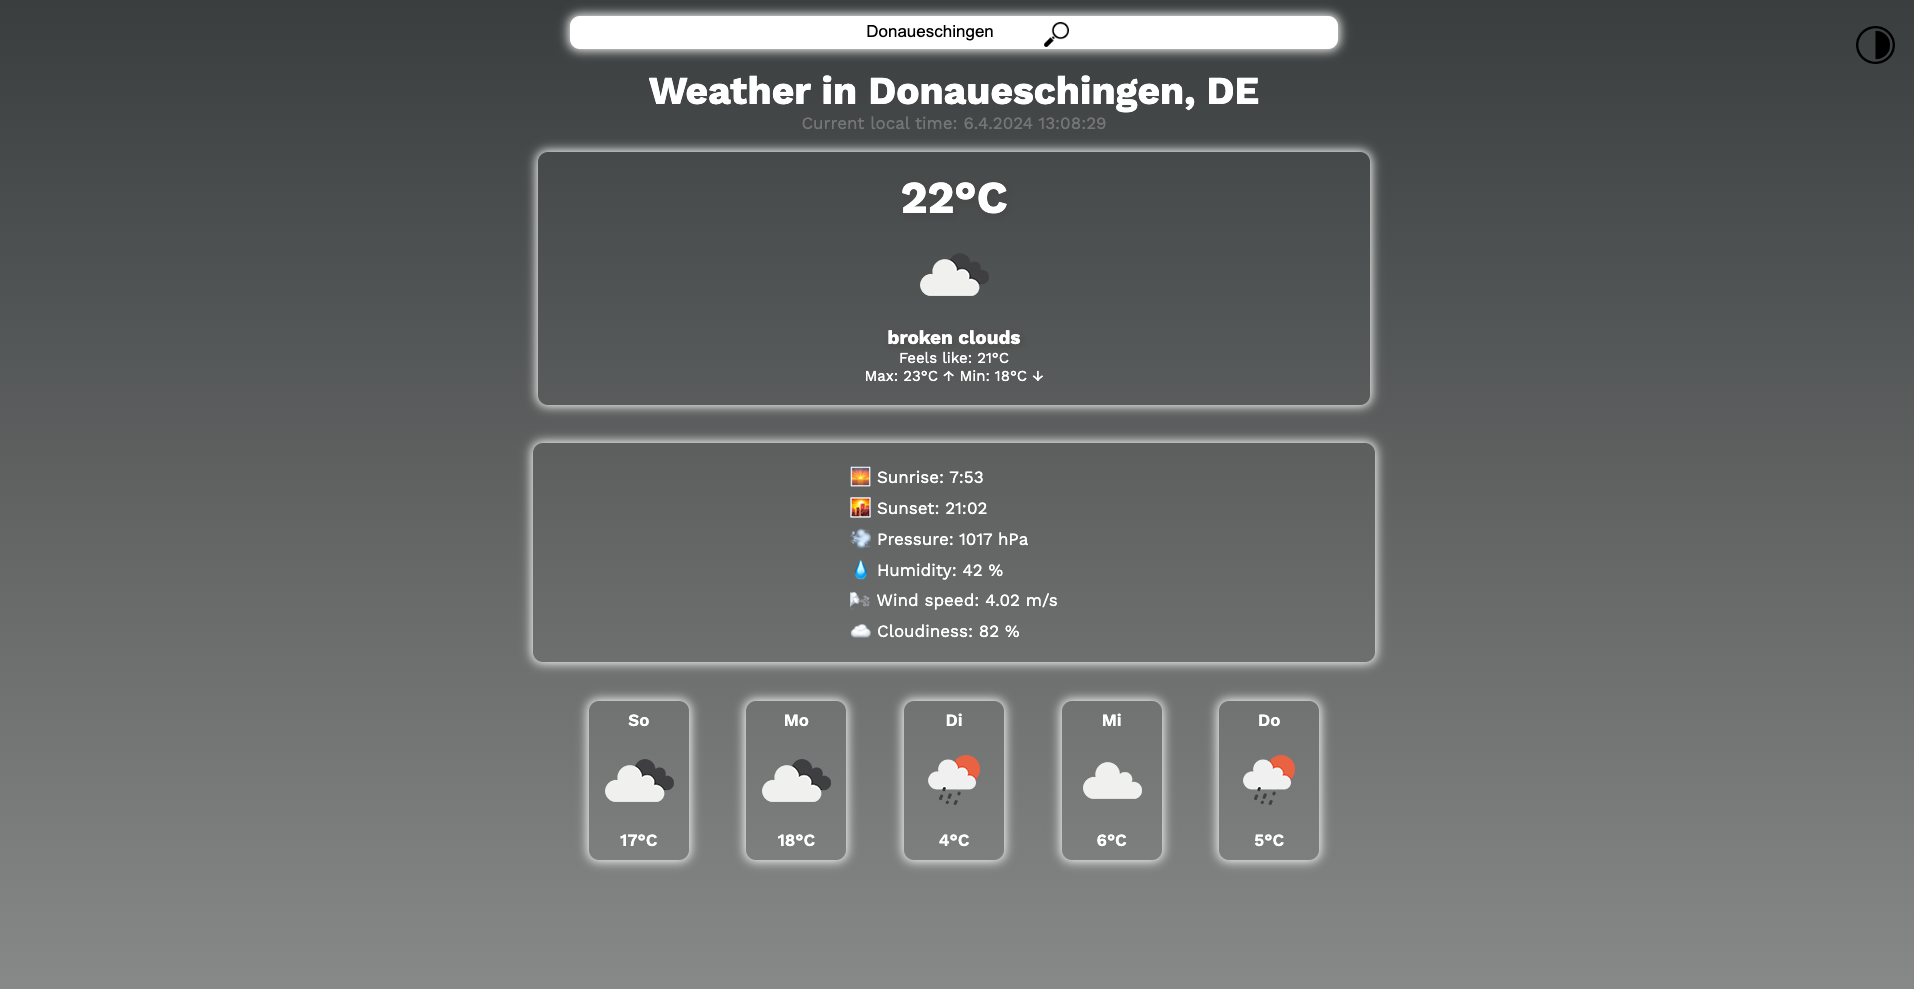 Donaueschingen
Weather in Donaueschingen, DE
Current local time: 6.4.2024 13:08:29
22°C
broken clouds
Feels like: 21°C
Max: 23°C ↑ Min: 18°C ↓
Sunrise: 7:53
Sunset: 21:02
Pressure: 1017 hPa
Humidity: 42 %
Wind speed: 4.02 m/s
Cloudiness: 82 %
So
17°C
Mo
18°C
Di
4°C
Mi
6°C
Do
5°C